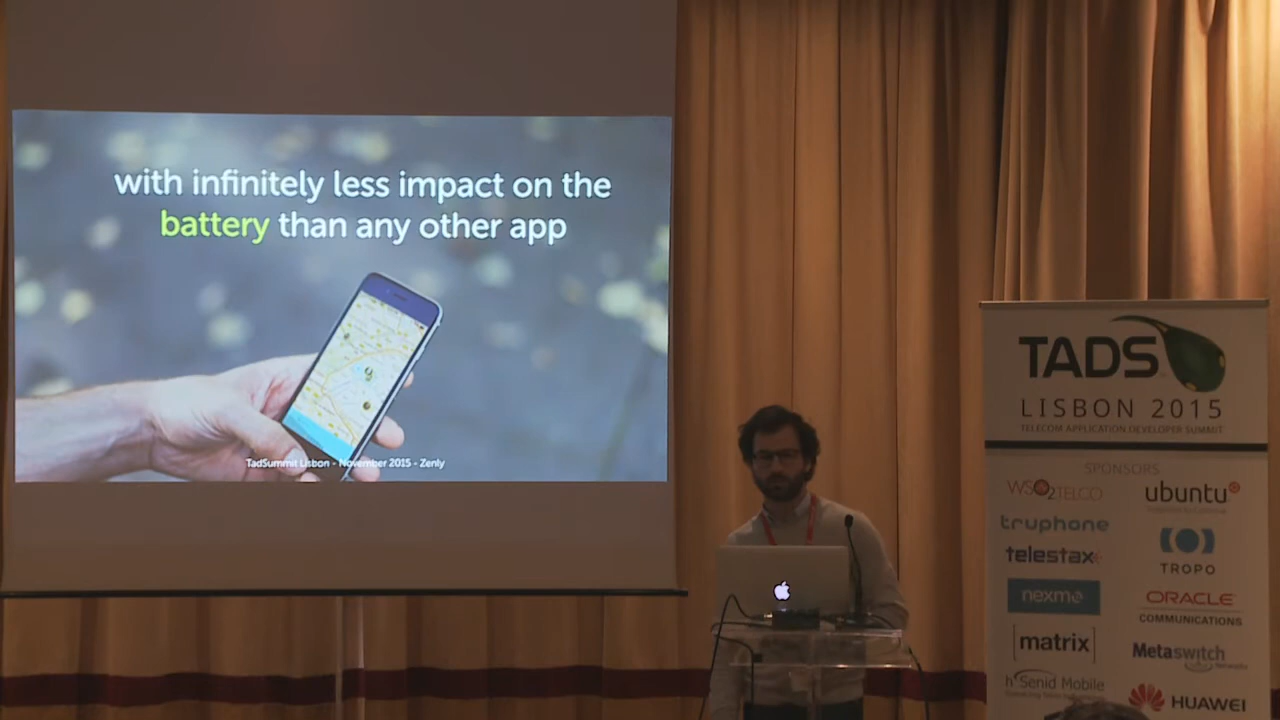 with infinitely less impact on the
battery than any other app
TadSummit Lisbon - November 2015 - Zenly
TADS
LISBON 2015
TELECOM APPLICATION DEVELOPER SUMMIT
SPONSORS
WSO2TELCO
ubuntu
truphone
telestax
TROPO
nexmo
ORACLE
COMMUNICATIONS
matrix
Metaswitch
Networks
hSenid Mobile
HUAWEI